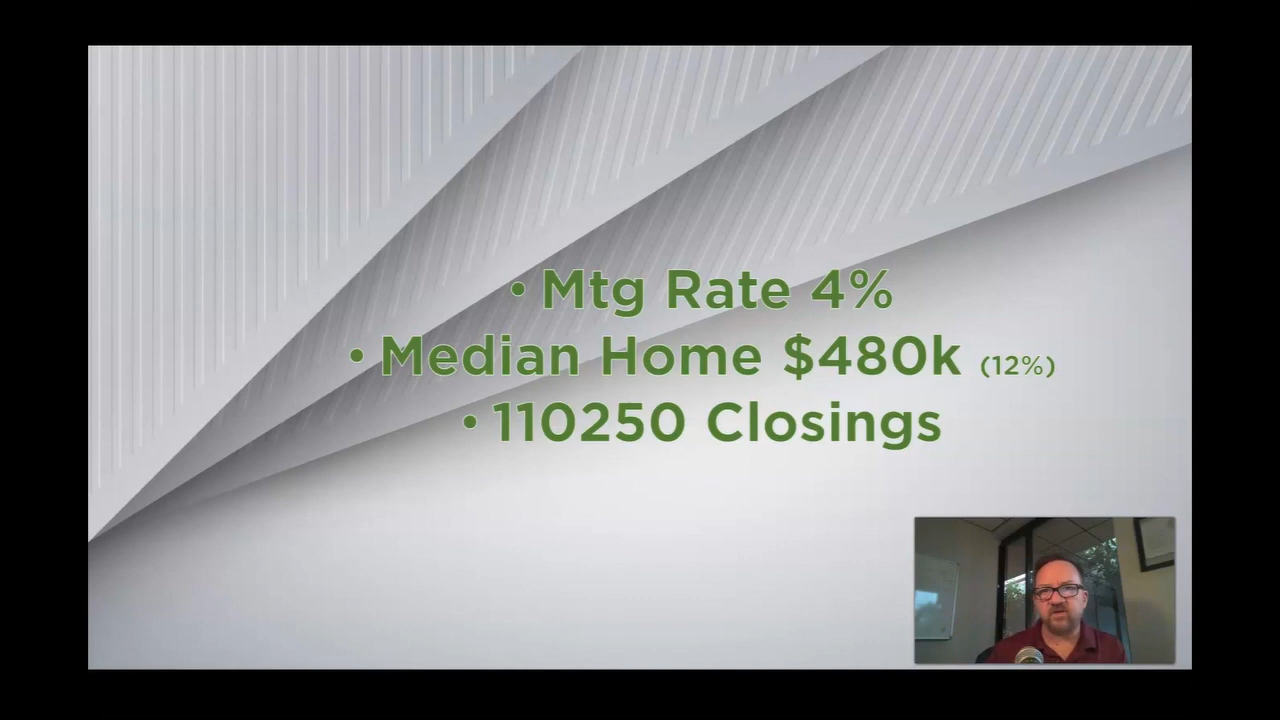 • Mtg Rate 4%
• Median Home $480k (12%)
• 110250 Closings